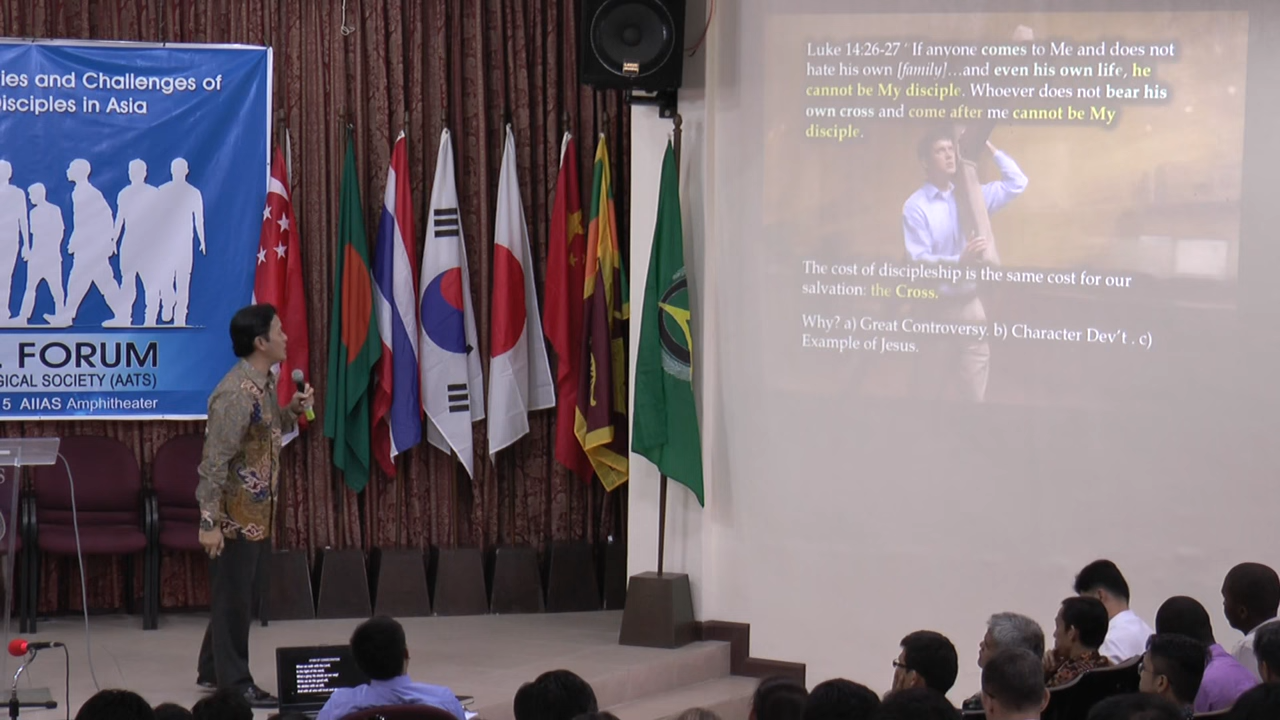 ies and Challenges of
Disciples in Asia
FORUM
GICAL SOCIETY (AATS)
5 AIIAS Amphitheater
Luke 14:26-27 ' If anyone comes to Me and does not
hate his own [family]...and even his own life, he
cannot be My disciple. Whoever does not bear his
own cross and come after me cannot be My
disciple.
The cost of discipleship is the same cost for our
salvation: the Cross.
Why? a) Great Controversy. b) Character Dev't . c)
Example of Jesus.